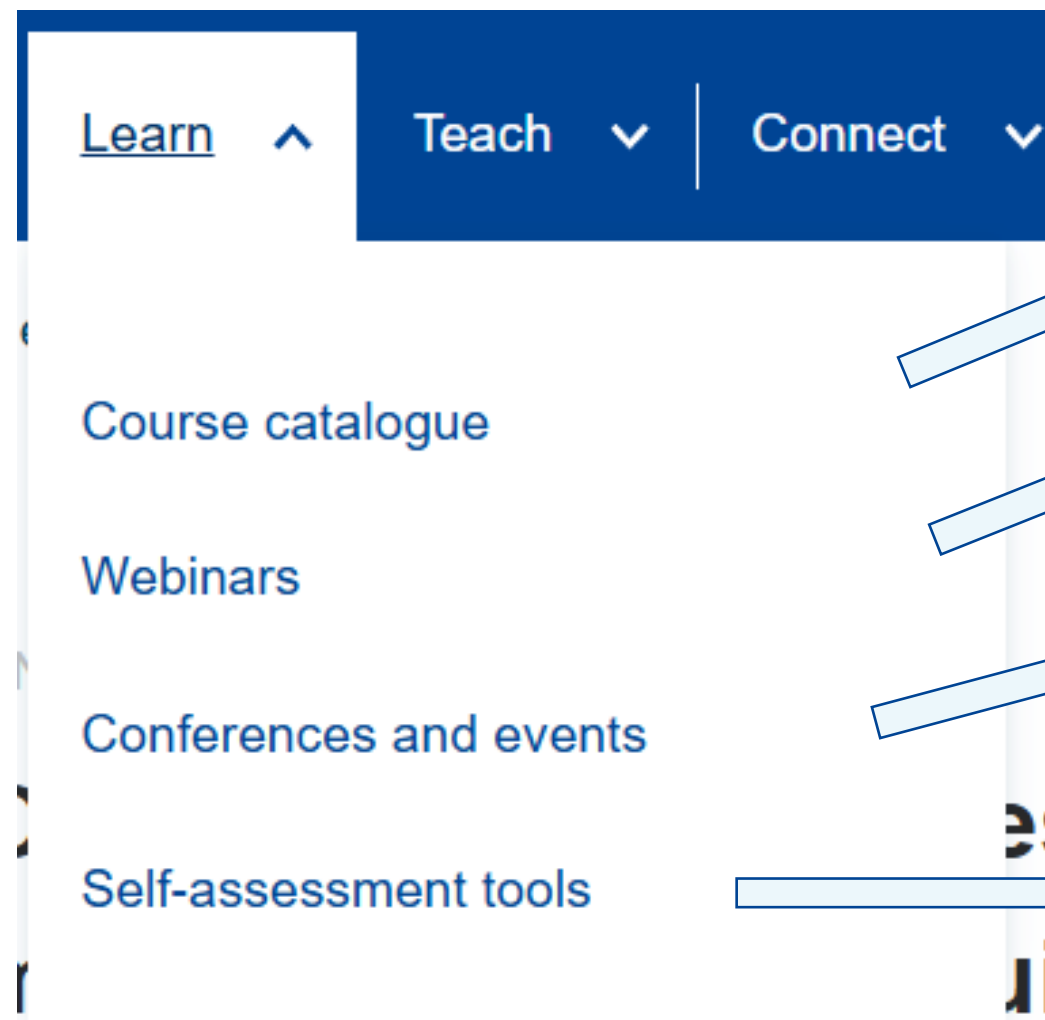 Learn Teach Connect
Course catalogue
Webinars
Conferences and events
Self-assessment tools